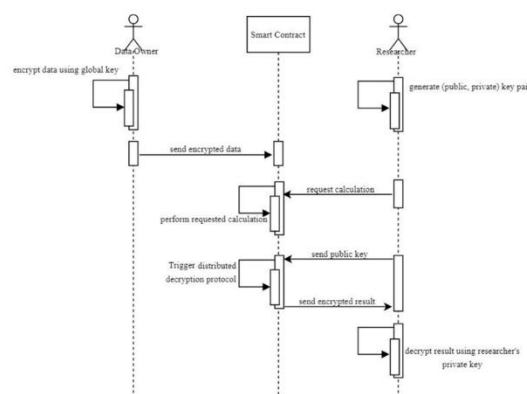 Data Owner
Smart Contract
Researcher
encrypt data using global key
generate (public, private) key pair
send encrypted data
request calculation
perform requested calculation
send public key
Trigger distributed
decryption protocol
send encrypted result
decrypt result using researcher's
private key